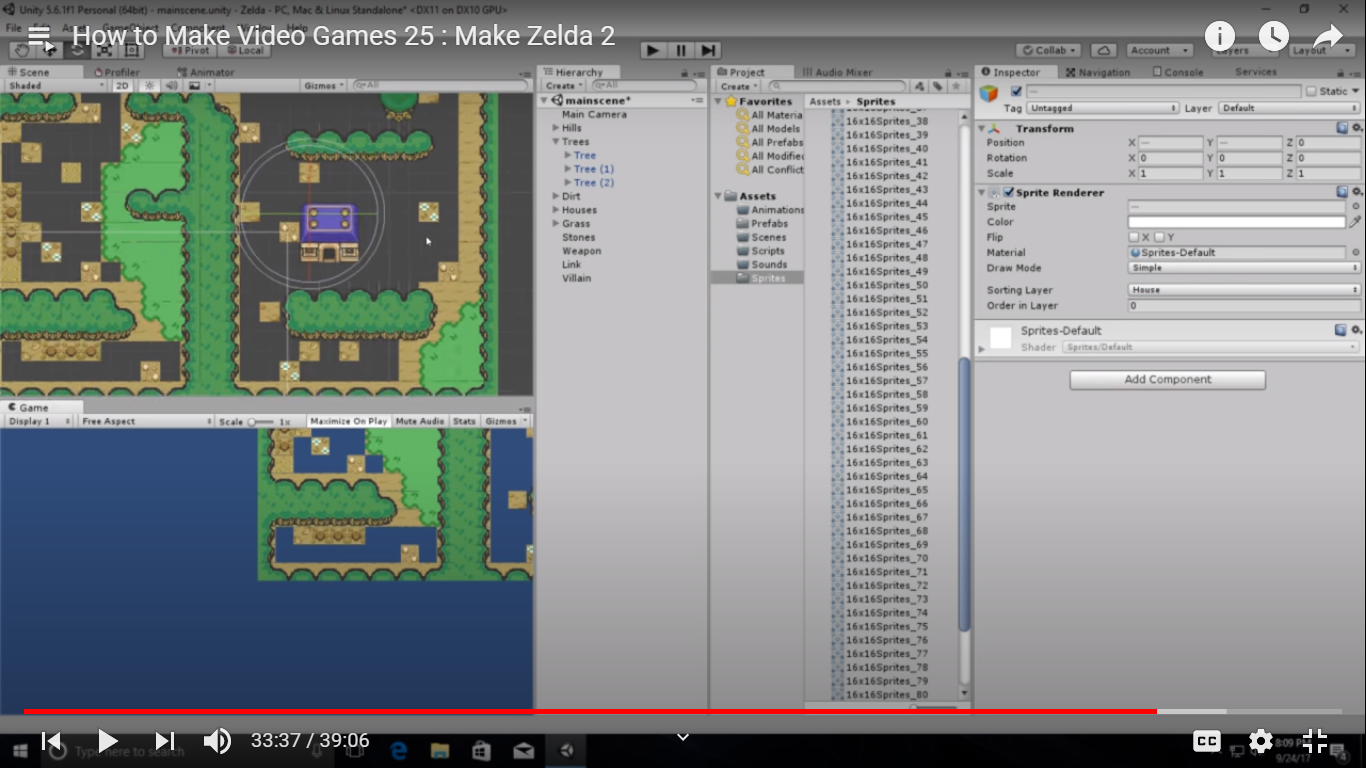 Unity 5.6.1f1 Personal (64bit) - mainscene.unity - Zelda - PC, Mac & Linux Standalone* <DX11 on DX10 GPU>
File
How to Make Video Games 25 : Make Zelda 2
Pivot Local Collab Account Layers Layout
Scene Profiler Animator
Shaded 2D Gizmos All
Hierarchy
Create All
mainscene*
Main Camera
Hills
Trees
Tree
Tree (1)
Tree (2)
Dirt
Houses
Grass
Stones
Weapon
Link
Villain
Project Audio Mixer
Create
Favorites
All Materia
All Models
All Prefabs
All Modified
All Conflict
Assets
Animations
Prefabs
Scenes
Scripts
Sounds
Sprites
Assets Sprites
16x16Sprites_38
16x16Sprites_39
16x16Sprites_40
16x16Sprites_41
16x16Sprites_42
16x16Sprites_43
16x16Sprites_44
16x16Sprites_45
16x16Sprites_46
16x16Sprites_47
16x16Sprites_48
16x16Sprites_49
16x16Sprites_50
16x16Sprites_51
16x16Sprites_52
16x16Sprites_53
16x16Sprites_54
16x16Sprites_55
16x16Sprites_56
16x16Sprites_57
16x16Sprites_58
16x16Sprites_59
16x16Sprites_60
16x16Sprites_61
16x16Sprites_62
16x16Sprites_63
16x16Sprites_64
16x16Sprites_65
16x16Sprites_66
16x16Sprites_67
16x16Sprites_68
16x16Sprites_69
16x16Sprites_70
16x16Sprites_71
16x16Sprites_72
16x16Sprites_73
16x16Sprites_74
16x16Sprites_75
16x16Sprites_76
16x16Sprites_77
16x16Sprites_78
16x16Sprites_79
16x16Sprites_80
Inspector Navigation Console Services
— Static
Tag Untagged Layer Default
Transform
Position X — Y — Z 0
Rotation X 0 Y 0 Z 0
Scale X 1 Y 1 Z 1
Sprite Renderer
Sprite —
Color
Flip X Y
Material Sprites-Default
Draw Mode Simple
Sorting Layer House
Order in Layer 0
Sprites-Default
Shader Sprites/Default
Add Component
Game
Display 1 Free Aspect Scale 1x Maximize On Play Mute Audio Stats Gizmos
33:37 / 39:06
Type here to search
CC
8:09 PM
9/24/17